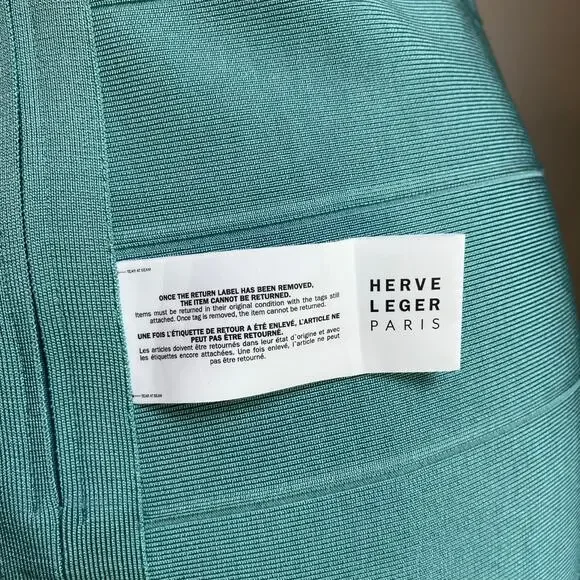 TEAR AT SEAM
ONCE THE RETURN LABEL HAS BEEN REMOVED,
THE ITEM CANNOT BE RETURNED.
Items must be returned in their original condition with the tags still
attached. Once tag is removed, the item cannot be returned.
UNE FOIS L'ÉTIQUETTE DE RETOUR A ÉTÉ ENLEVÉ, L'ARTICLE NE
PEUT PAS ÊTRE RETOURNÉ.
Les articles doivent être retournés dans leur état d'origine et avec
les étiquettes encore attachées. Une fois enlevé, l'article ne peut
pas être retourné.
TEAR AT SEAM
HERVE
LEGER
PARIS